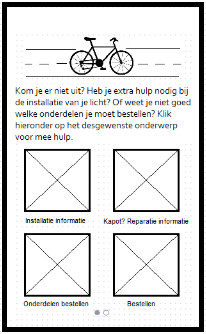 Kom je er niet uit? Heb je extra hulp nodig bij
de installatie van je licht? Of weet je niet goed
welke onderdelen je moet bestellen? Klik
hieronder op het desgewenste onderwerp
voor mee hulp.
Installatie informatie
Kapot? Reparatie informatie
Onderdelen bestellen
Bestellen